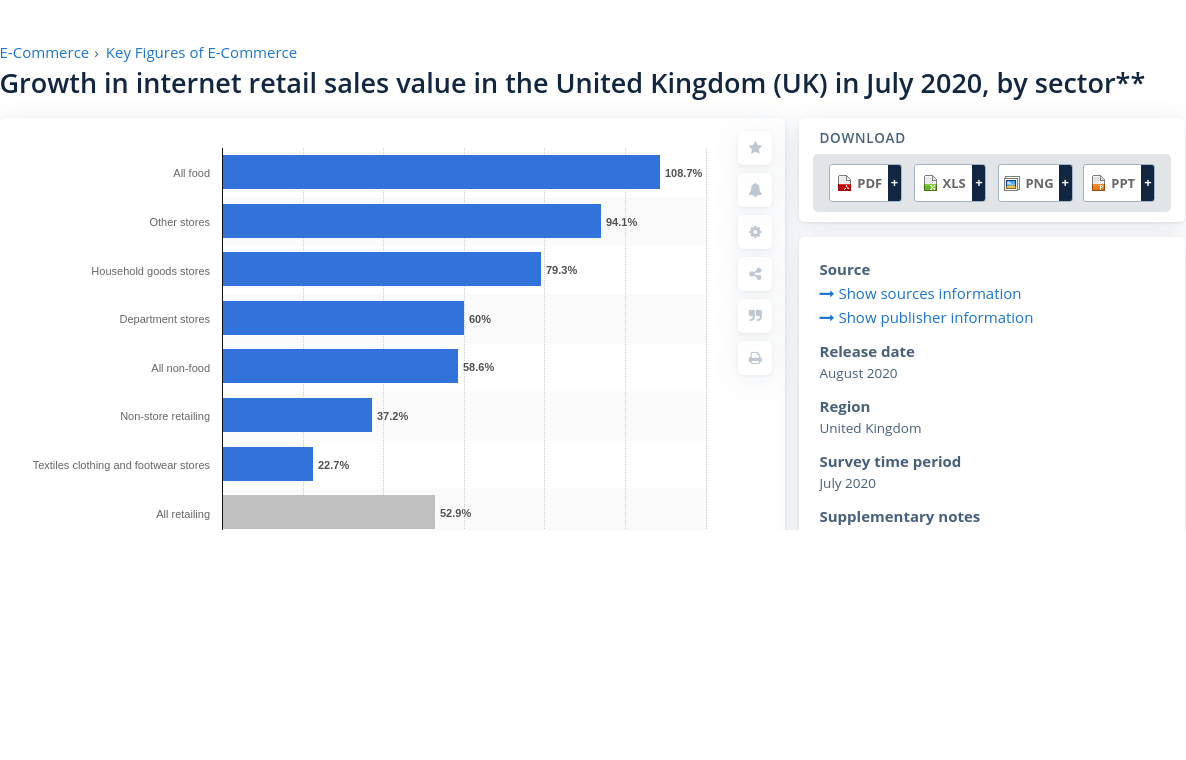 E-Commerce › Key Figures of E-Commerce
Growth in internet retail sales value in the United Kingdom (UK) in July 2020, by sector**
All food 108.7%
Other stores 94.1%
Household goods stores 79.3%
Department stores 60%
All non-food 58.6%
Non-store retailing 37.2%
Textiles clothing and footwear stores 22.7%
All retailing 52.9%
DOWNLOAD
PDF + XLS + PNG + PPT +
Source
Show sources information
Show publisher information
Release date
August 2020
Region
United Kingdom
Survey time period
July 2020
Supplementary notes